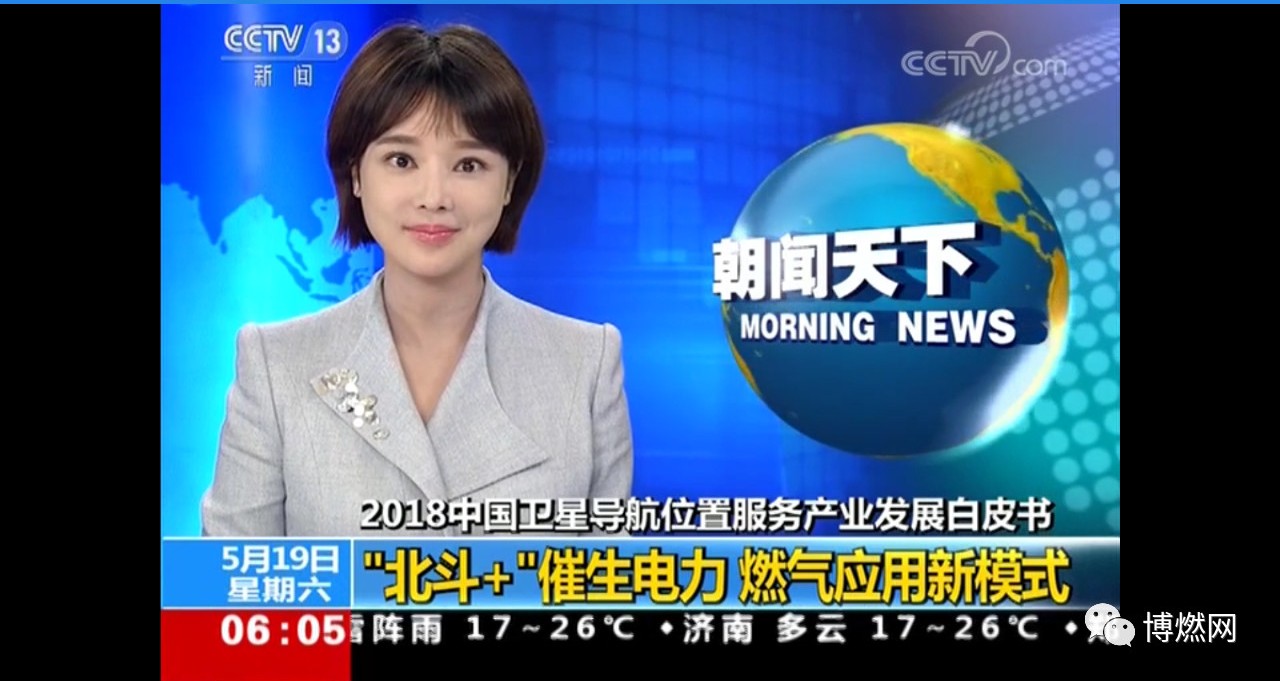 CCTV 13
新闻
CCTV.com
朝闻天下
MORNING NEWS
2018中国卫星导航位置服务产业发展白皮书
5月19日
星期六
"北斗+"催生电力 燃气应用新模式
06:05
阵雨 17~26℃ ◆济南 多云 17~26℃ ◆
博燃网